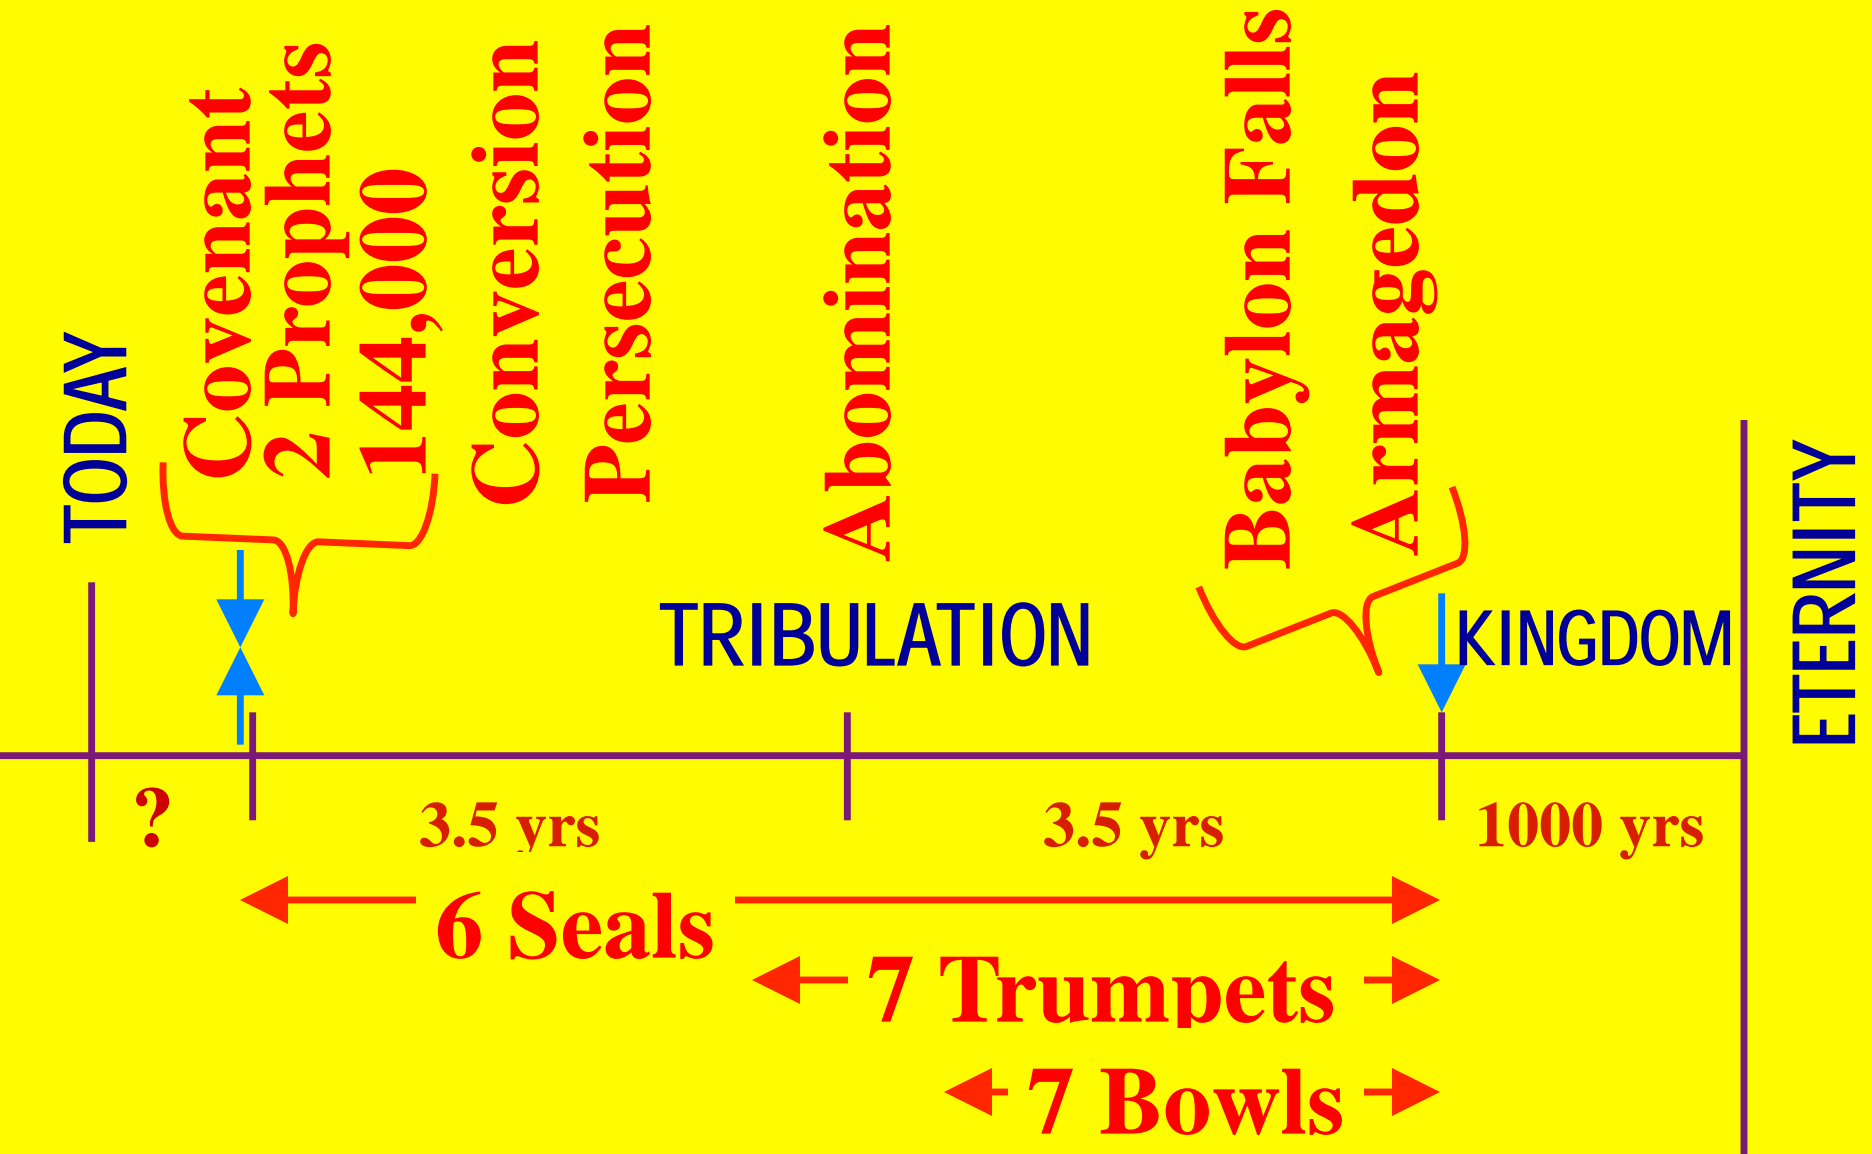 TODAY
Covenant
2 Prophets
144,000
Conversion
Persecution
Abomination
Babylon Falls
Armagedon
TRIBULATION
KINGDOM
ETERNITY
?
3.5 yrs
3.5 yrs
1000 yrs
6 Seals
7 Trumpets
7 Bowls